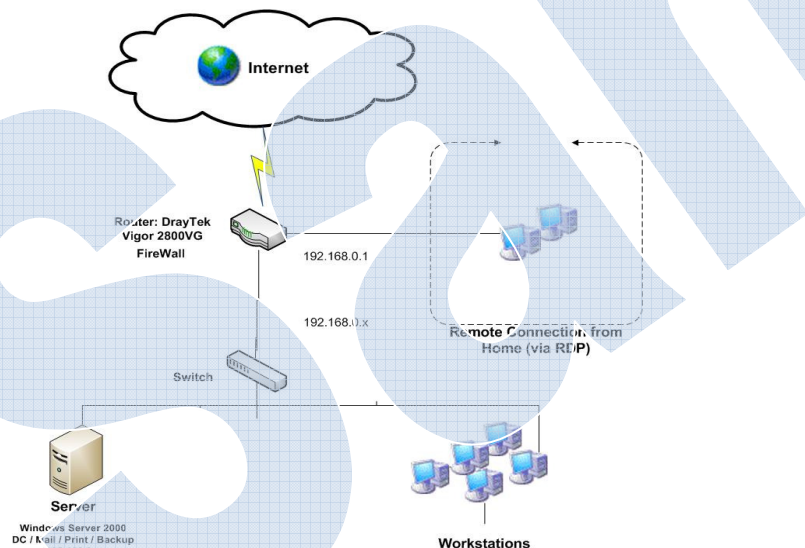 Internet
Router: DrayTek
Vigor 2800VG
FireWall
192.168.0.1
192.168.0.x
Remote Connection from
Home (via RDP)
Switch
Server
Windows Server 2000
DC / Mail / Print / Backup
Workstations